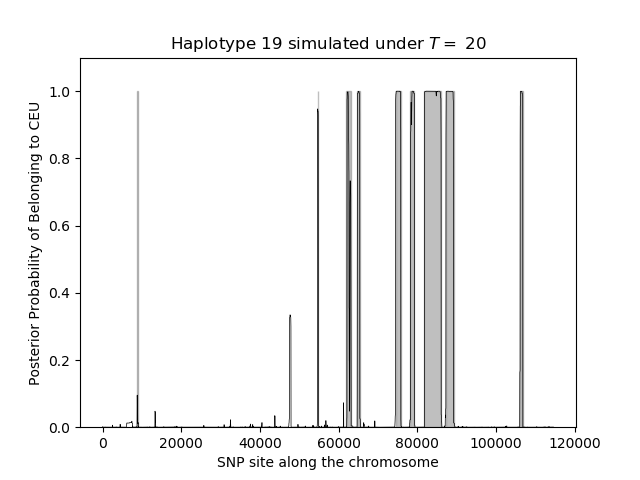 Haplotype 19 simulated under T = 20
Posterior Probability of Belonging to CEU
1.0
0.8
0.6
0.4
0.2
0.0
0 20000 40000 60000 80000 100000 120000
SNP site along the chromosome